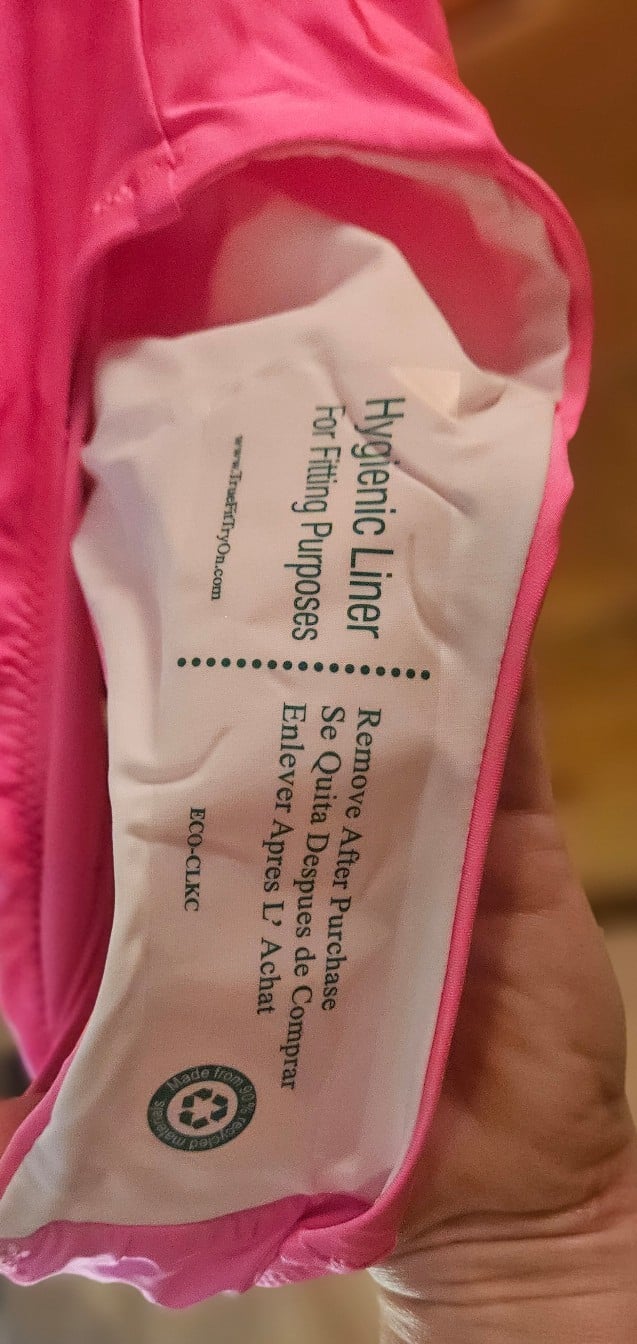 Hygienic Liner
For Fitting Purposes
www.TrueFitTryOn.com
Remove After Purchase
Se Quita Despues de Comprar
Enlever Apres L' Achat
ECO-CLKC
Made from 90% recycled materials